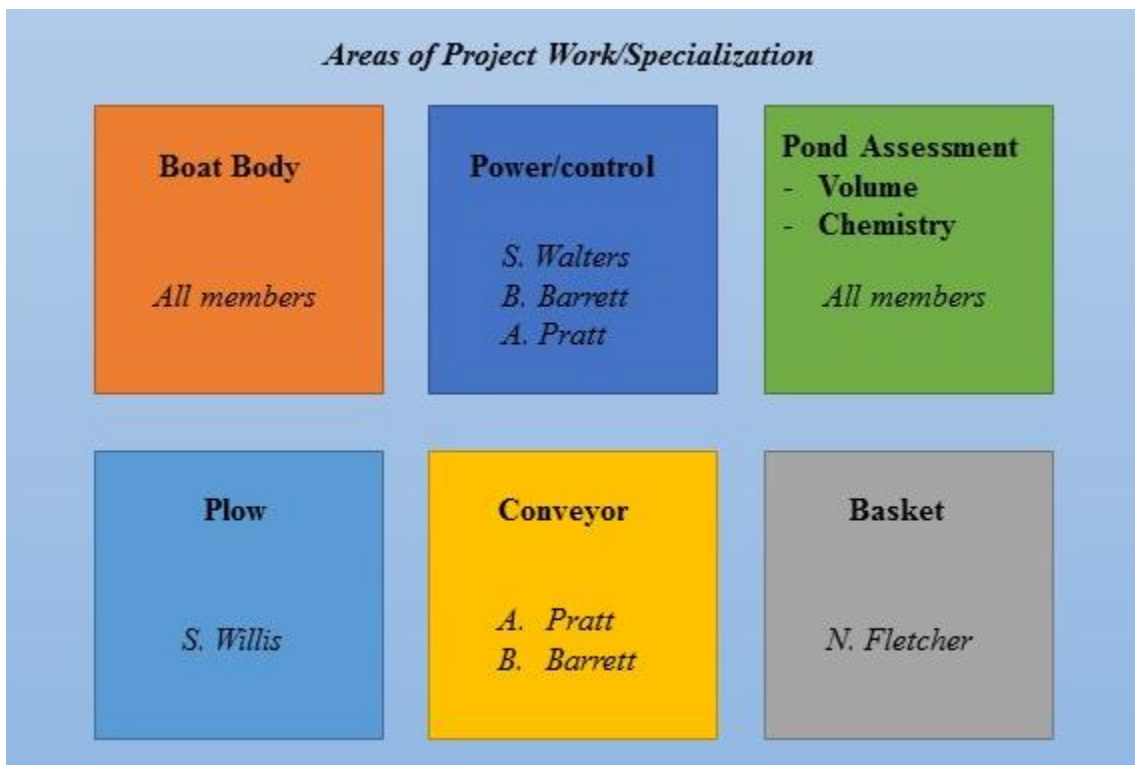 Areas of Project Work/Specialization
Boat Body
All members
Power/control
S. Walters
B. Barrett
A. Pratt
Pond Assessment
- Volume
- Chemistry
All members
Plow
S. Willis
Conveyor
A. Pratt
B. Barrett
Basket
N. Fletcher